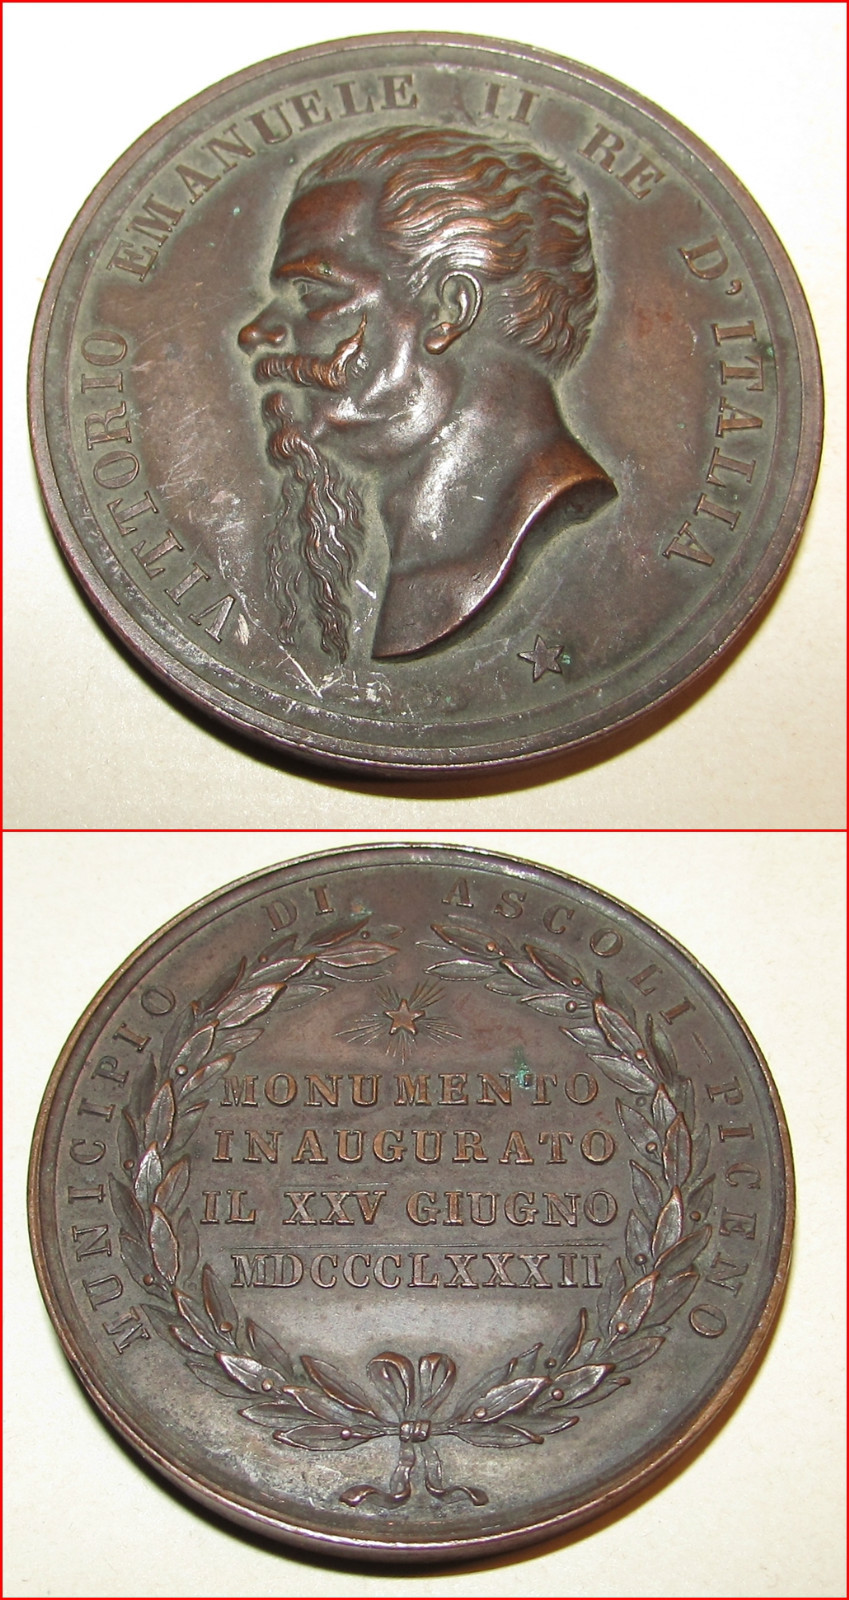 VITTORIO EMANUELE II RE D'ITALIA
MUNICIPIO DI ASCOLI-PICENO
MONUMENTO
INAUGURATO
IL XXV GIUGNO
MDCCCLXXXII